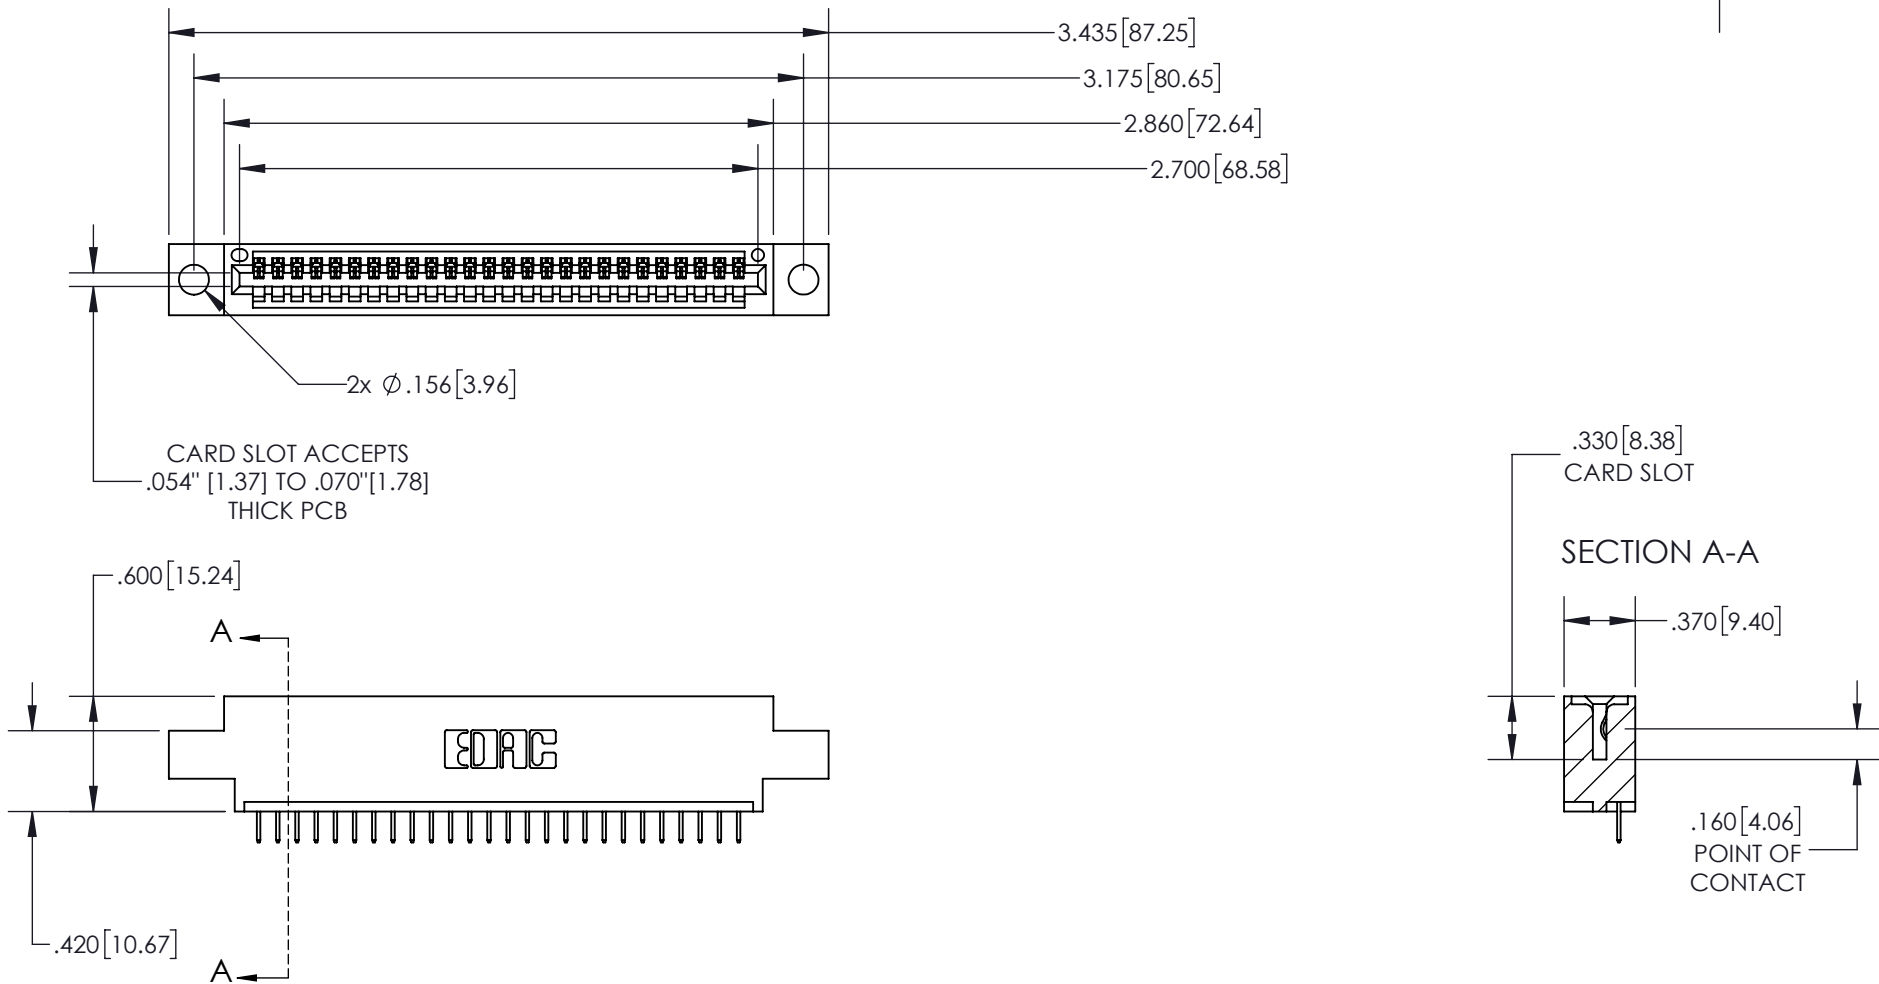 3.435[87.25]
3.175[80.65]
2.860[72.64]
2.700[68.58]
2x ⌀.156[3.96]
CARD SLOT ACCEPTS
.054" [1.37] TO .070"[1.78]
THICK PCB
.330[8.38]
CARD SLOT
SECTION A-A
.600[15.24]
A
.370[9.40]
EDAC
.160[4.06]
POINT OF
CONTACT
.420[10.67]
A